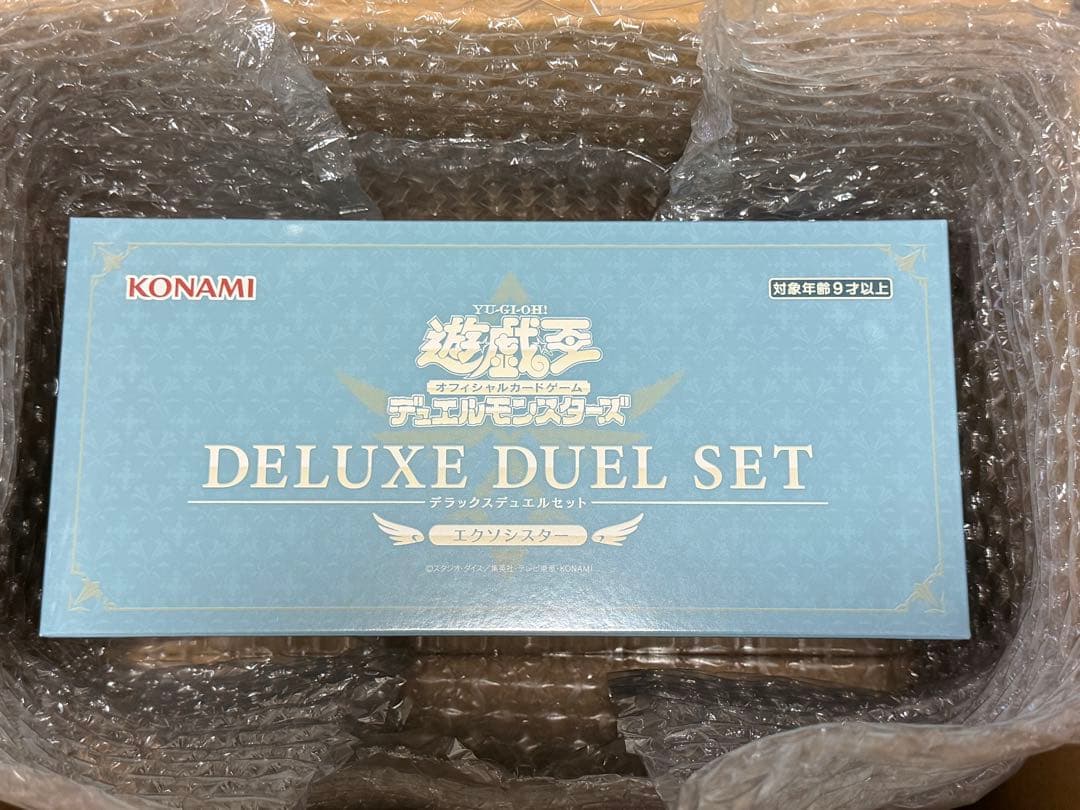 KONAMI
対象年齢9才以上
YU-GI-OH!
遊戯王
オフィシャルカードゲーム
デュエルモンスターズ
DELUXE DUEL SET
デラックスデュエルセット
エクソシスター
©スタジオ・ダイス/集英社・テレビ東京・KONAMI